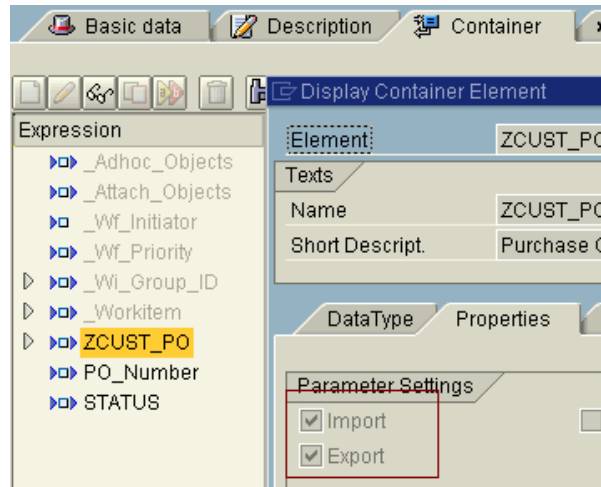 Basic data
Description
Container
Display Container Element
Expression
_Adhoc_Objects
_Attach_Objects
_Wf_Initiator
_Wf_Priority
_Wi_Group_ID
_Workitem
ZCUST_PO
PO_Number
STATUS
Element
ZCUST_PO
Texts
Name
ZCUST_PO
Short Descript.
Purchase
DataType
Properties
Parameter Settings
Import
Export